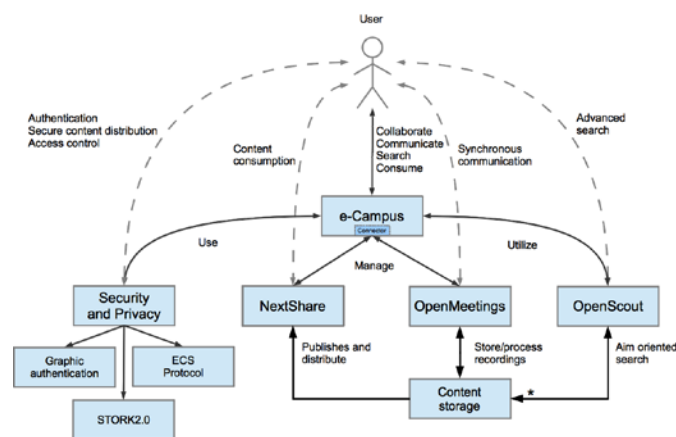 User
Authentication
Secure content distribution
Access control
Content
consumption
Collaborate
Communicate
Search
Consume
Synchronous
communication
Advanced
search
e-Campus
Connector
Use
Utilize
Manage
Security
and Privacy
NextShare
OpenMeetings
OpenScout
Graphic
authentication
ECS
Protocol
STORK2.0
Publishes and
distribute
Store/process
recordings
Aim oriented
search
Content
storage
*